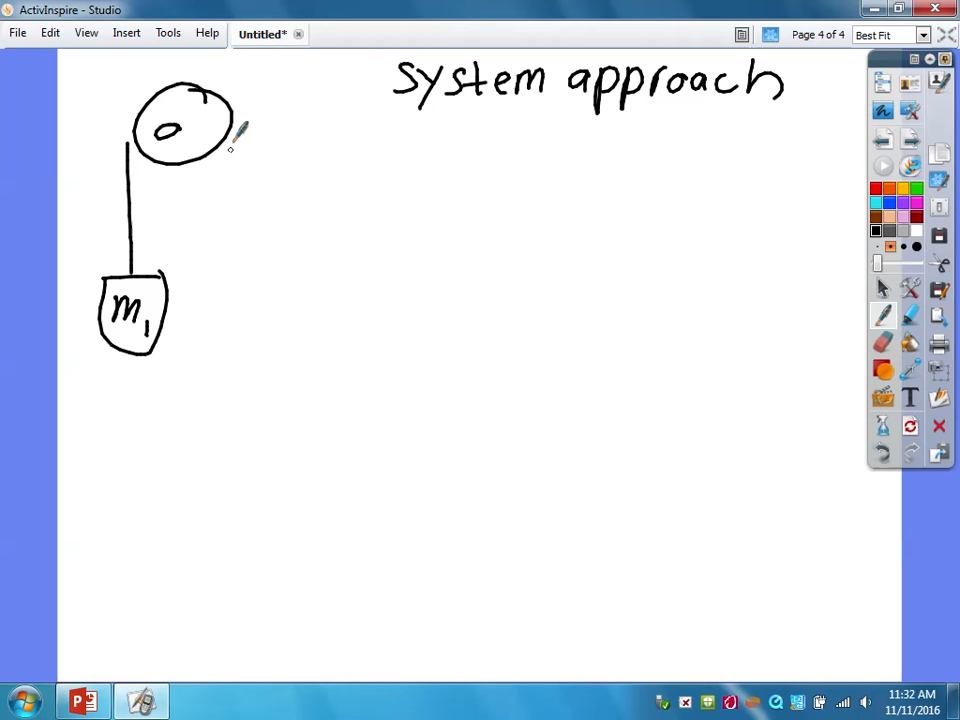 ActivInspire - Studio
File Edit View Insert Tools Help Untitled* Page 4 of 4 Best Fit
system approach
m1
T
P
11:32 AM
11/11/2016